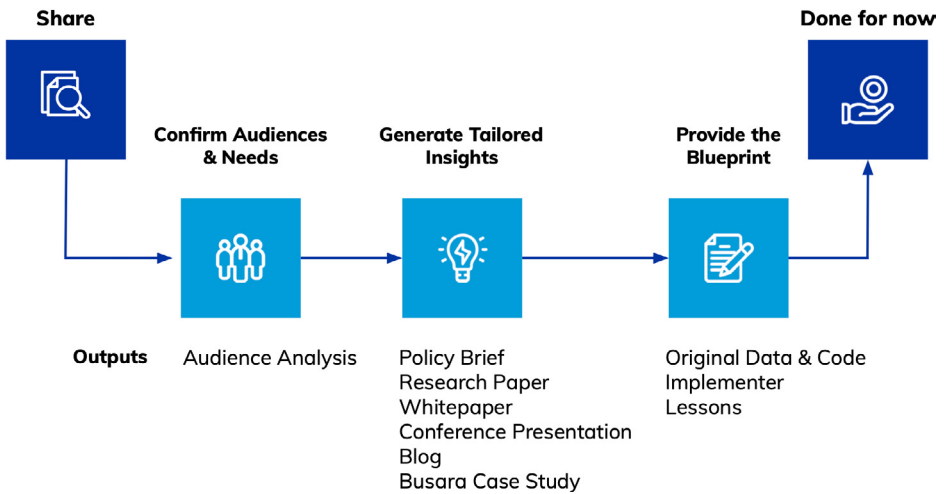 Share
Done for now
Confirm Audiences
& Needs
Generate Tailored
Insights
Provide the
Blueprint
Outputs
Audience Analysis
Policy Brief
Research Paper
Whitepaper
Conference Presentation
Blog
Busara Case Study
Original Data & Code
Implementer
Lessons